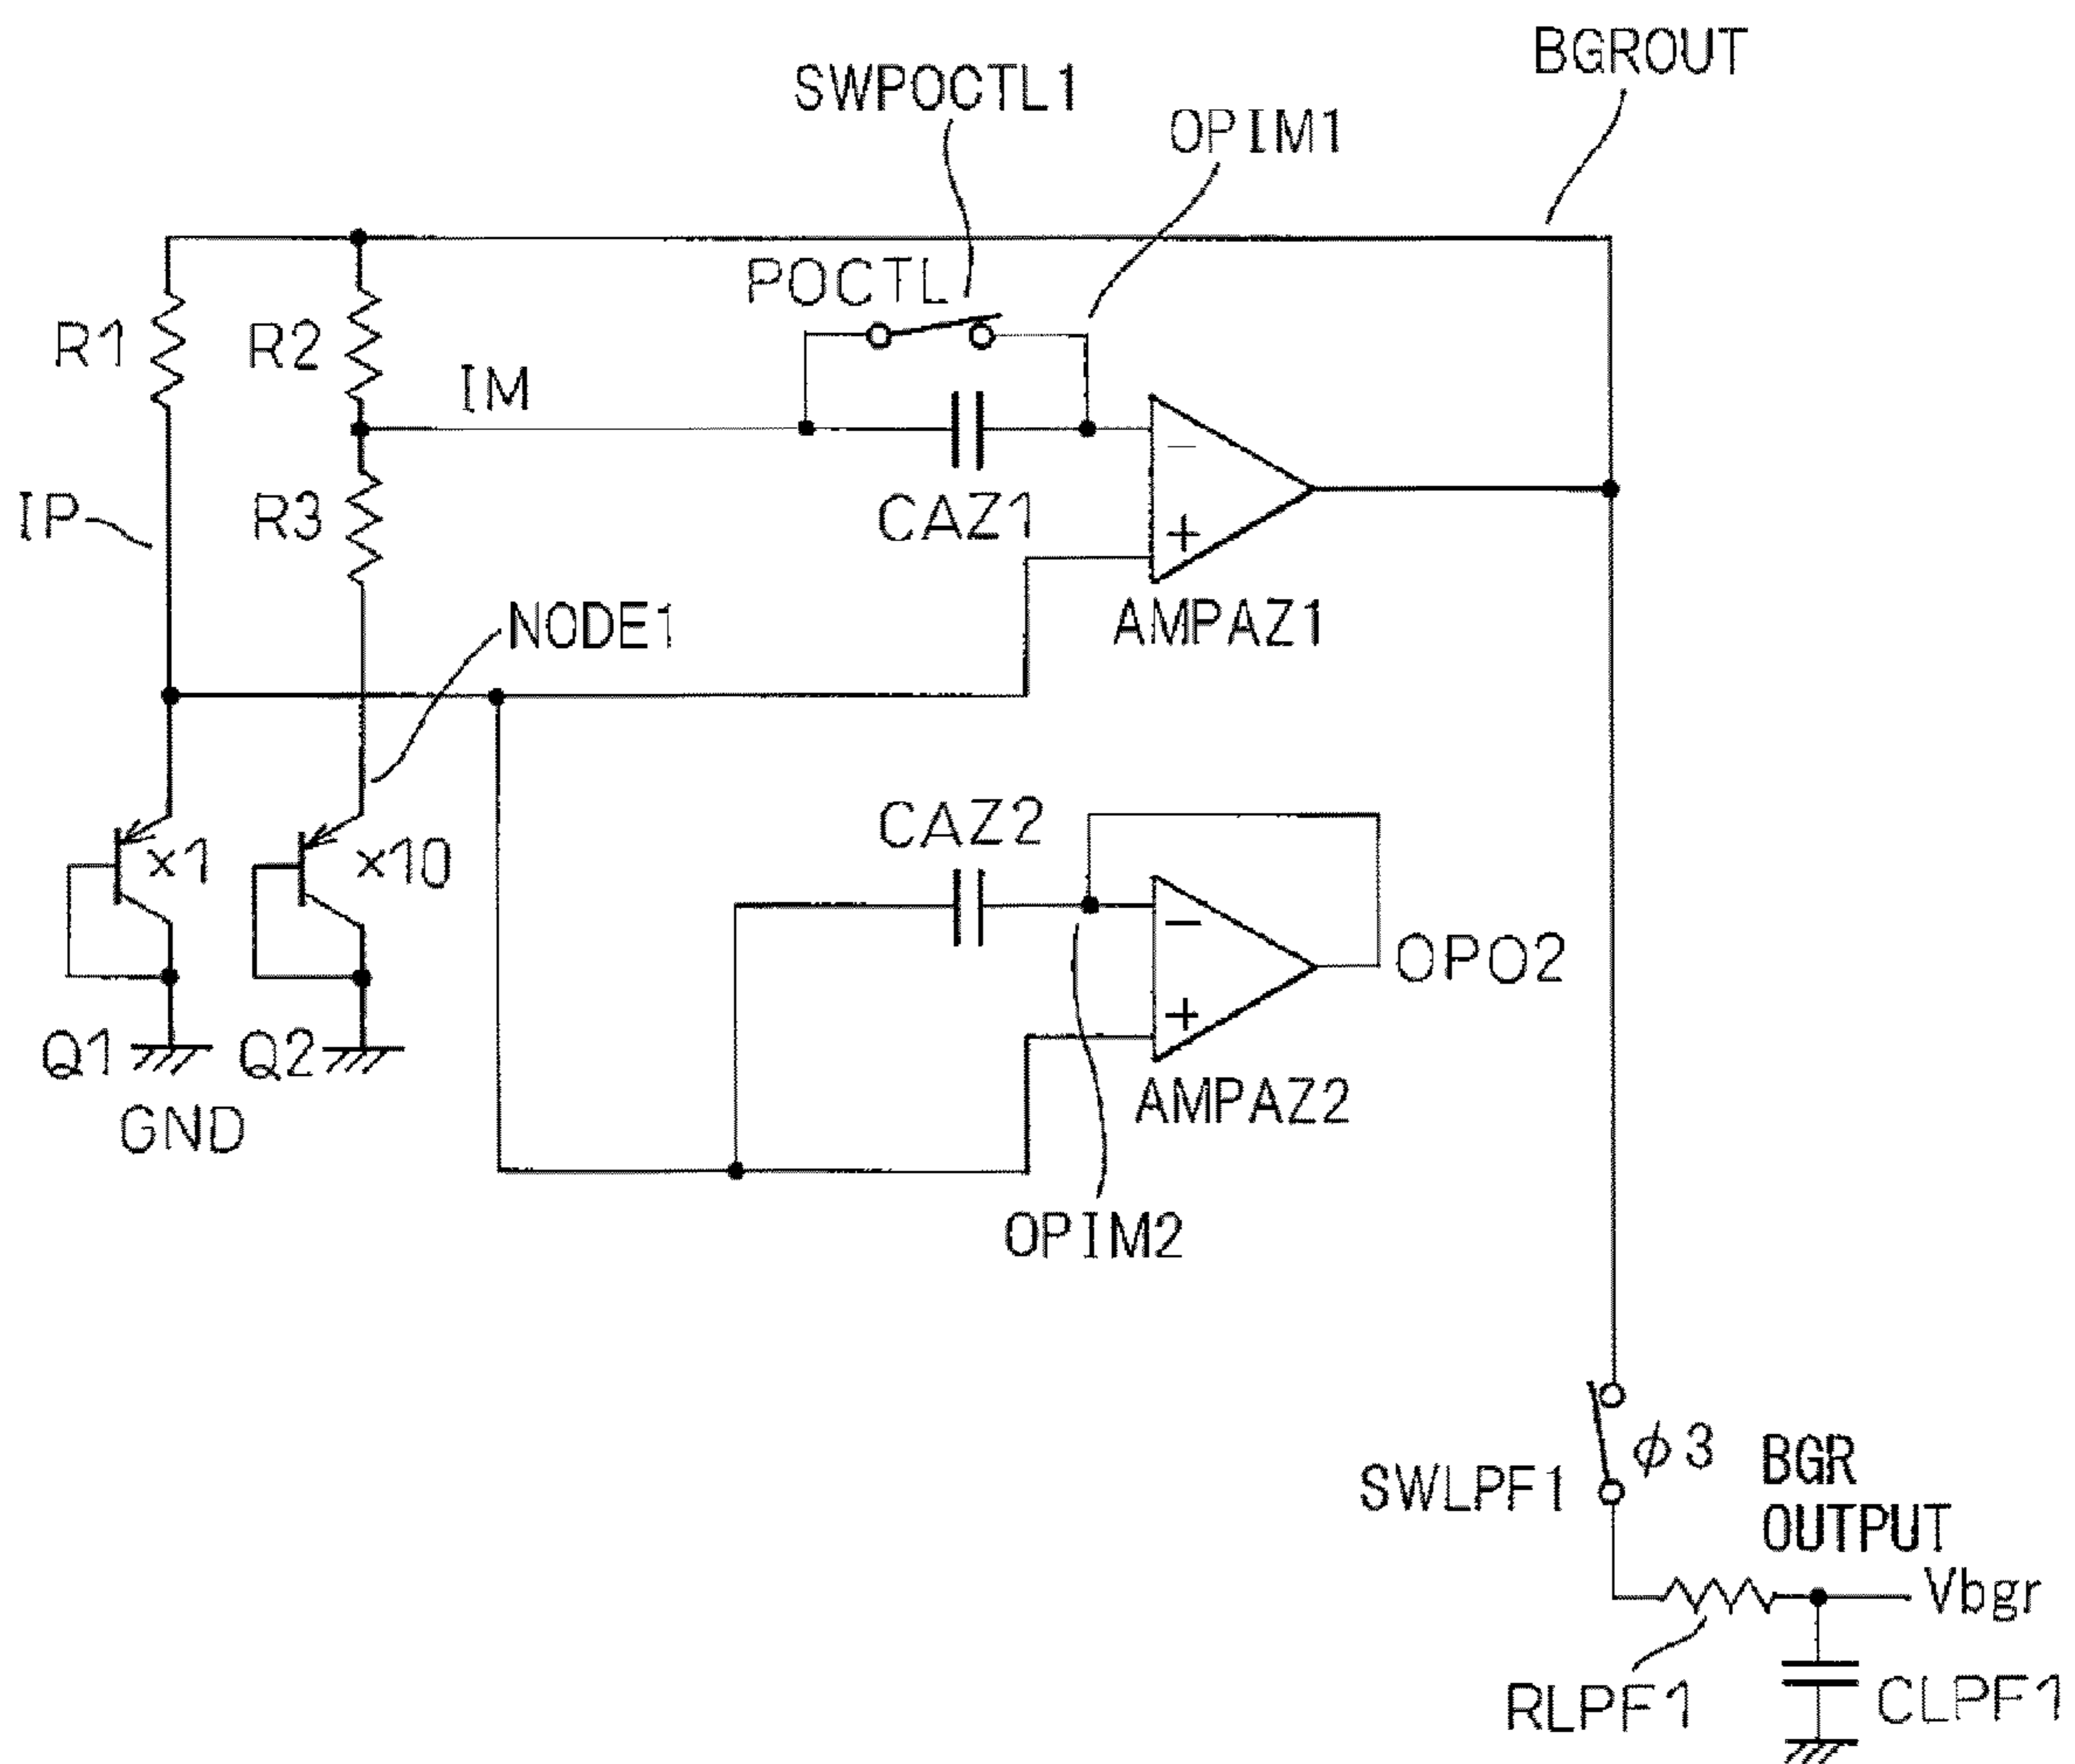 BGROUT
SWPOCTL1
OPIM1
POCTL
R1
R2
IM
−
IP
R3
CAZ1
+
AMPAZ1
NODE1
CAZ2
x1
x10
−
OPO2
+
Q1
Q2
AMPAZ2
GND
OPIM2
φ3
BGR
SWLPF1
OUTPUT
Vbgr
RLPF1
CLPF1